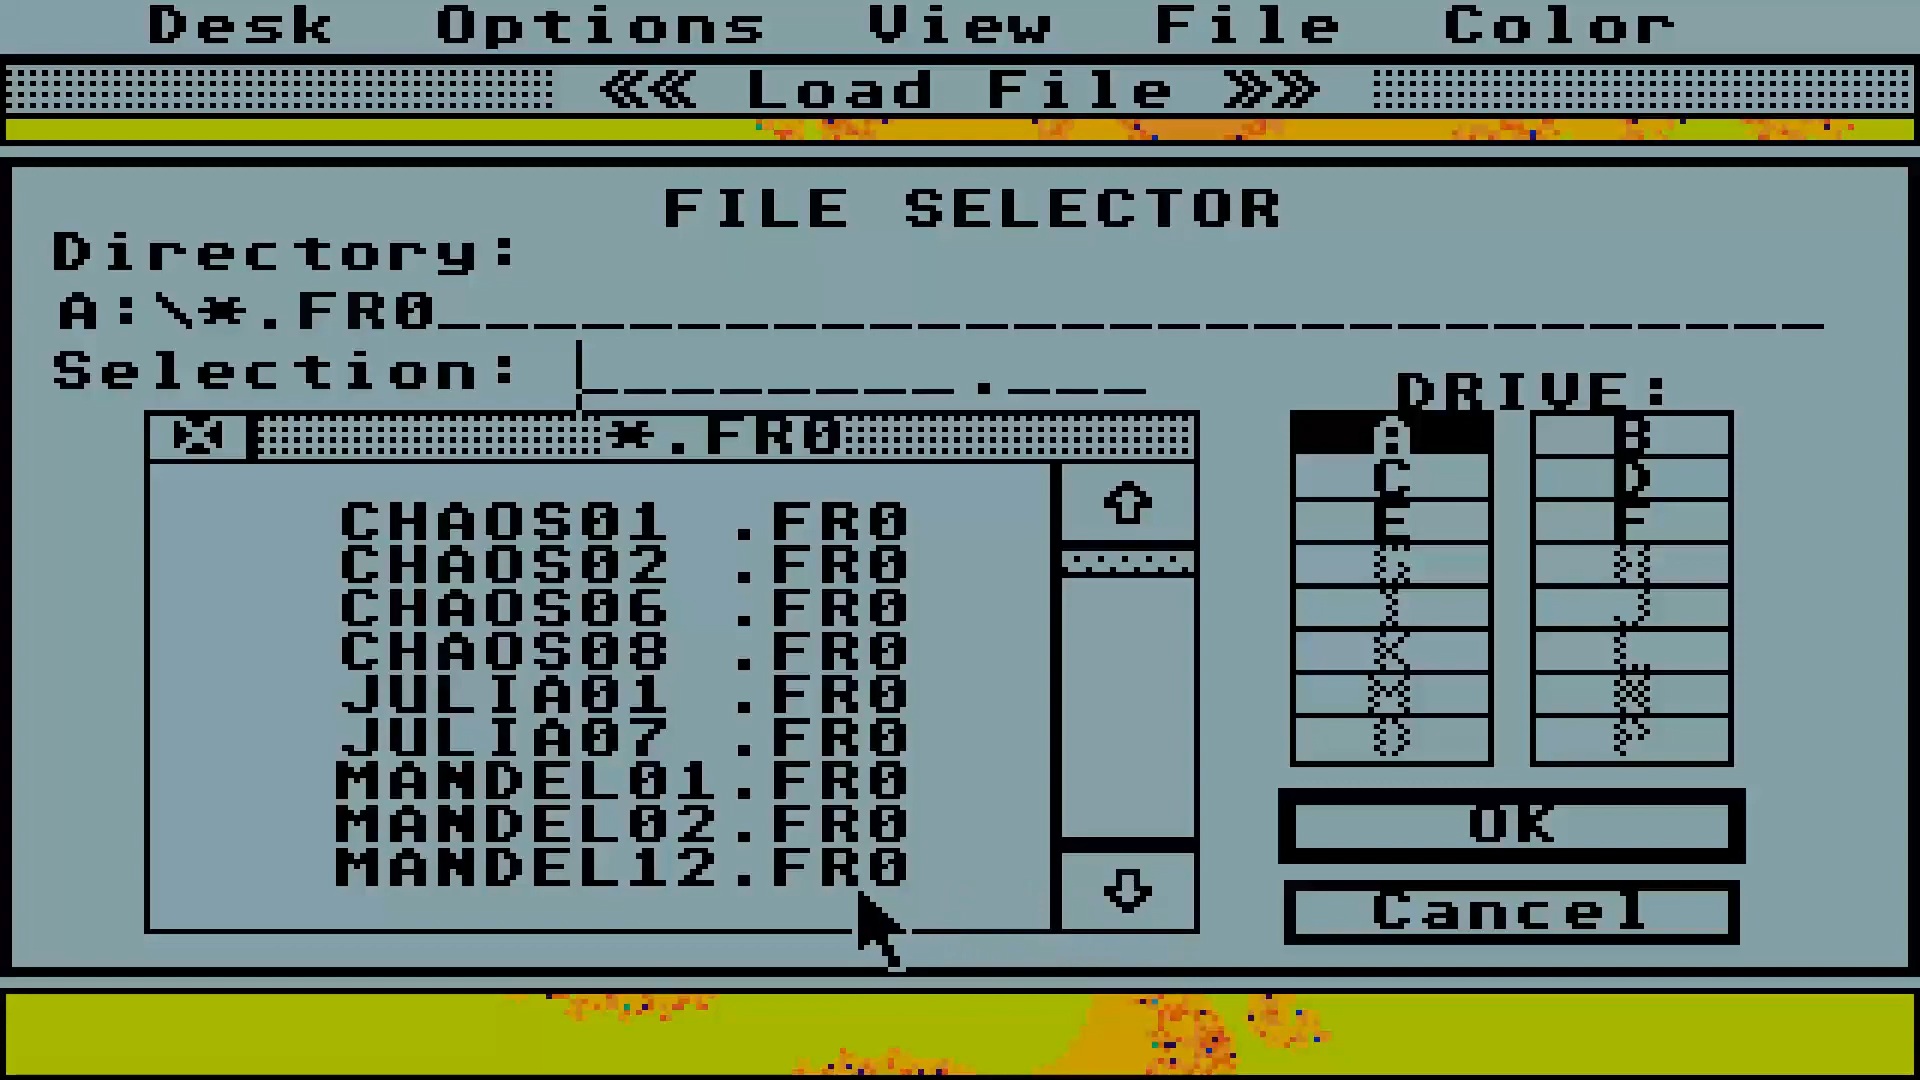 Desk Options View File Color
Load File
FILE SELECTOR
Directory:
A:\*.FR0
Selection: .
DRIVE:
*.FR0
CHAOS01 .FR0
CHAOS02 .FR0
CHAOS06 .FR0
CHAOS08 .FR0
JULIA01 .FR0
JULIA07 .FR0
MANDEL01.FR0
MANDEL02.FR0
MANDEL12.FR0
A B
C D
E F
G H
I J
K L
M N
O P
OK
Cancel